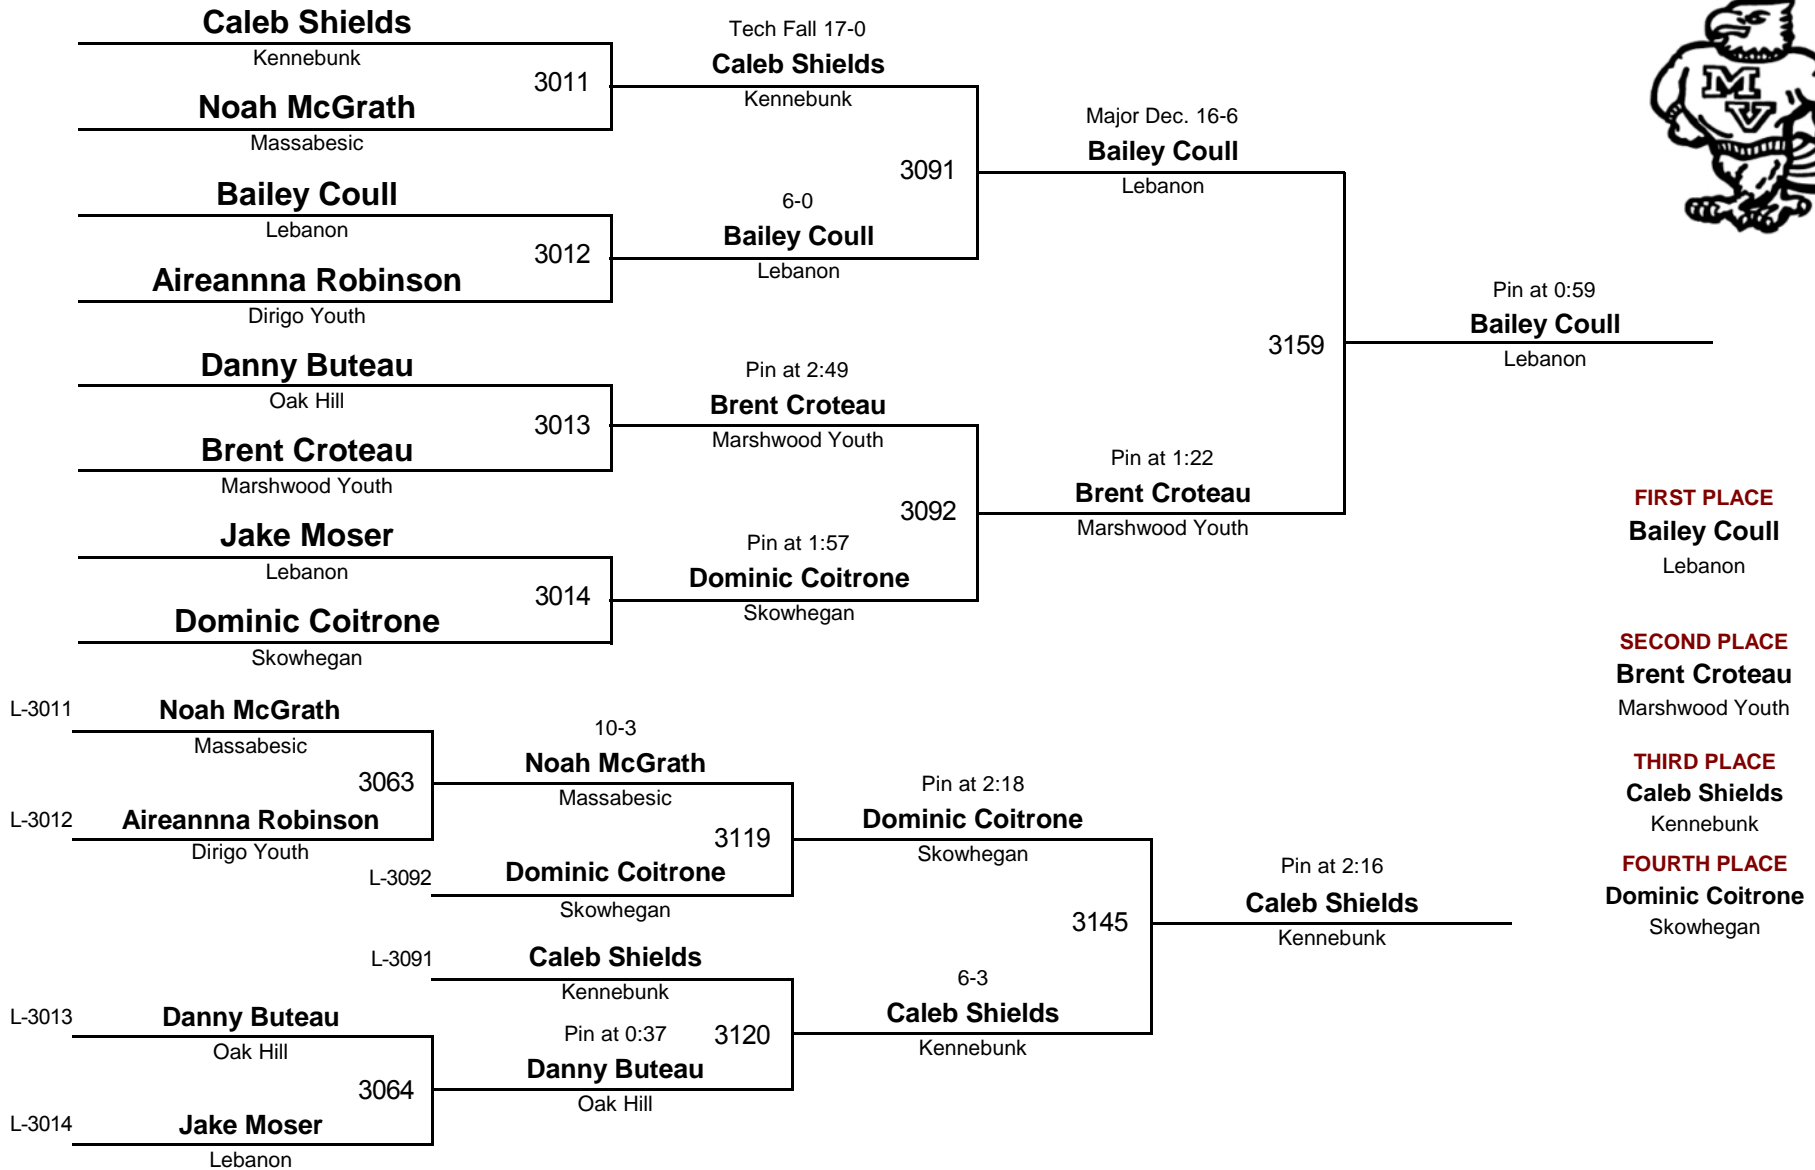 Caleb Shields
Kennebunk
3011
Noah McGrath
Massabesic
Bailey Coull
Lebanon
3012
Aireannna Robinson
Dirigo Youth
Danny Buteau
Oak Hill
3013
Brent Croteau
Marshwood Youth
Jake Moser
Lebanon
3014
Dominic Coitrone
Skowhegan
Tech Fall 17-0
Caleb Shields
Kennebunk
3091
6-0
Bailey Coull
Lebanon
Pin at 2:49
Brent Croteau
Marshwood Youth
3092
Pin at 1:57
Dominic Coitrone
Skowhegan
Major Dec. 16-6
Bailey Coull
Lebanon
3159
Pin at 1:22
Brent Croteau
Marshwood Youth
Pin at 0:59
Bailey Coull
Lebanon
M
V
FIRST PLACE
Bailey Coull
Lebanon
SECOND PLACE
Brent Croteau
Marshwood Youth
THIRD PLACE
Caleb Shields
Kennebunk
FOURTH PLACE
Dominic Coitrone
Skowhegan
L-3011
Noah McGrath
Massabesic
3063
L-3012
Aireannna Robinson
Dirigo Youth
10-3
Noah McGrath
Massabesic
3119
L-3092
Dominic Coitrone
Skowhegan
L-3091
Caleb Shields
Kennebunk
3120
L-3013
Danny Buteau
Oak Hill
3064
L-3014
Jake Moser
Lebanon
Pin at 0:37
Danny Buteau
Oak Hill
Pin at 2:18
Dominic Coitrone
Skowhegan
3145
6-3
Caleb Shields
Kennebunk
Pin at 2:16
Caleb Shields
Kennebunk